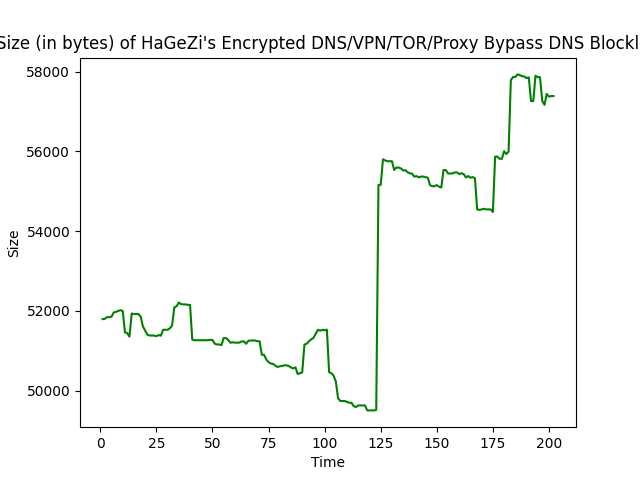 Size (in bytes) of HaGeZi's Encrypted DNS/VPN/TOR/Proxy Bypass DNS Blockl
58000
56000
54000
52000
50000
Size
0 25 50 75 100 125 150 175 200
Time